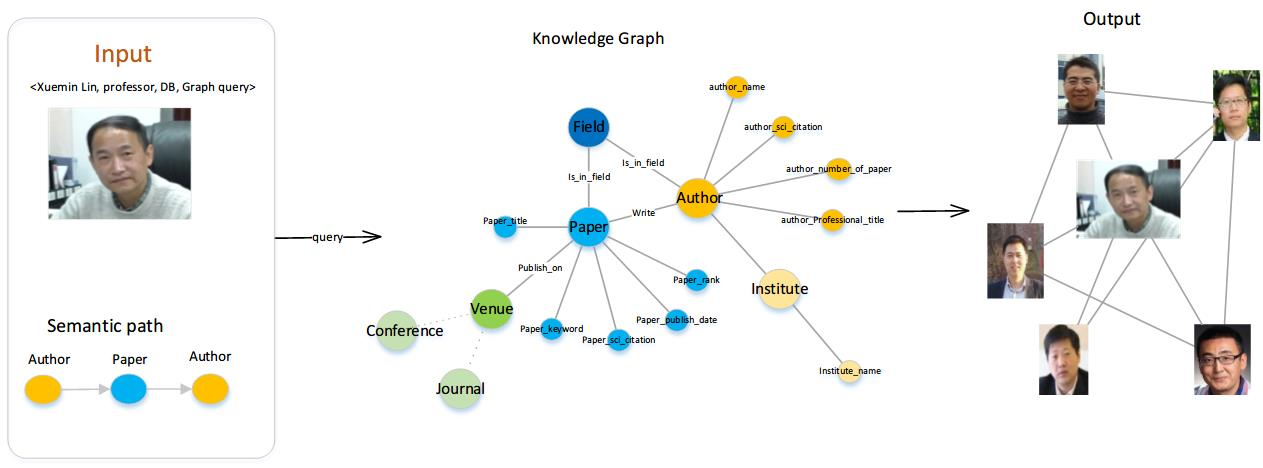 Input
<Xuemin Lin, professor, DB, Graph query>
Semantic path
Author
Paper
Author
query
Knowledge Graph
Field
Is_in_field
Is_in_field
author_name
author_sci_citation
author_number_of_paper
author_Professional_title
Author
Write
Paper
Paper_title
Publish_on
Venue
Conference
Journal
Paper_keyword
Paper_sci_citation
Paper_publish_date
Paper_rank
Institute
Institute_name
Output